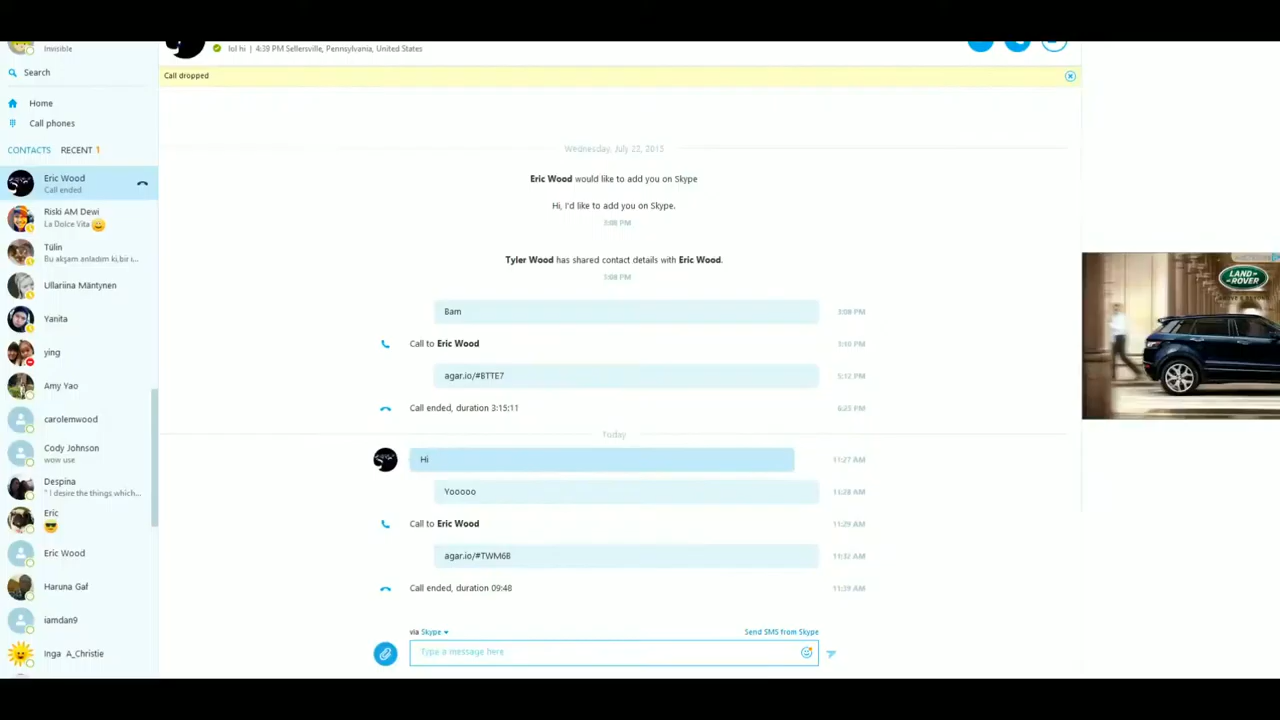 Invisible
lol hi | 4:39 PM Sellersville, Pennsylvania, United States
Search
Call dropped
Home
Call phones
CONTACTS RECENT 1
Eric Wood
Call ended
Riski AM Dewi
La Dolce Vita
Tülin
Bu akşam anladım ki,bir i...
Ullariina Mäntynen
Yanita
ying
Amy Yao
carolemwood
Cody Johnson
wow use
Despina
" I desire the things which...
Eric
Eric Wood
Haruna Gaf
iamdan9
Inga A_Christie
Wednesday, July 22, 2015
Eric Wood would like to add you on Skype
Hi, I'd like to add you on Skype.
3:08 PM
Tyler Wood has shared contact details with Eric Wood.
3:08 PM
Bam 3:08 PM
Call to Eric Wood 3:10 PM
agar.io/#BTTE7 5:12 PM
Call ended, duration 3:15:11 6:25 PM
Today
Hi 11:27 AM
Yooooo 11:28 AM
Call to Eric Wood 11:29 AM
agar.io/#TWM6B 11:32 AM
Call ended, duration 09:48 11:39 AM
via Skype Send SMS from Skype
Type a message here
LAND ROVER
ABOVE & BEYOND